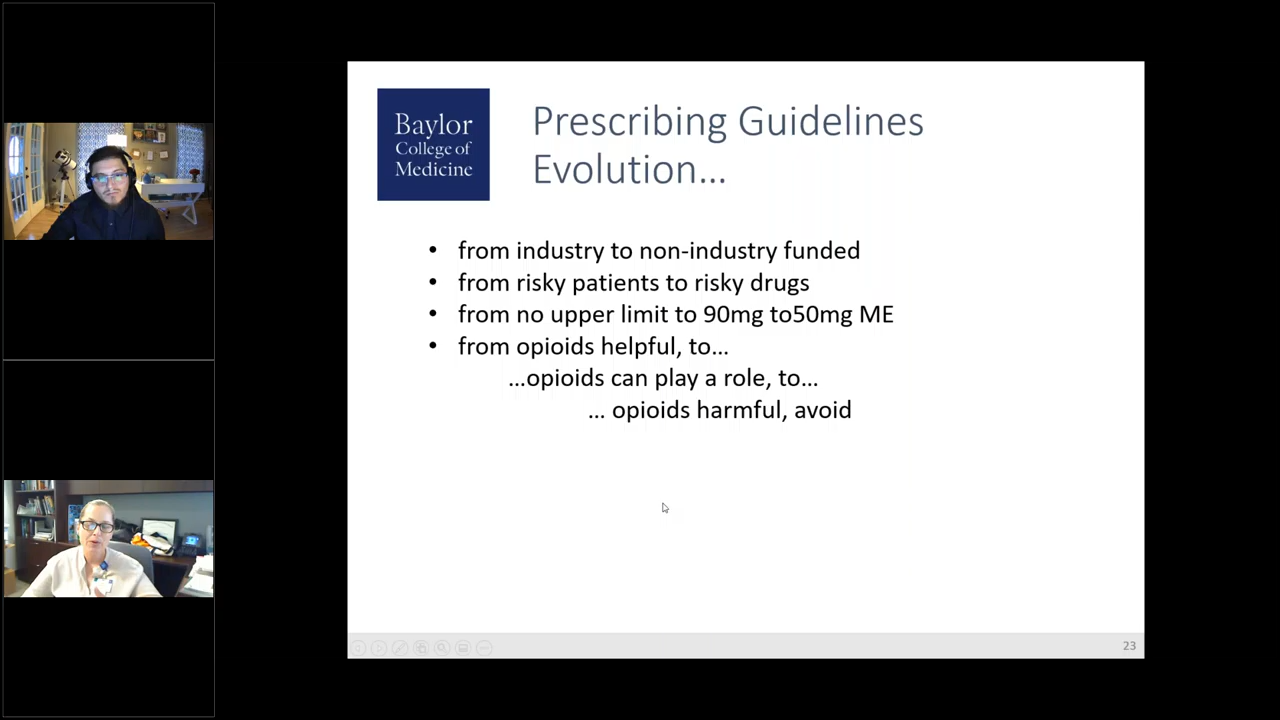 Baylor
College of
Medicine
Prescribing Guidelines
Evolution...
• from industry to non-industry funded
• from risky patients to risky drugs
• from no upper limit to 90mg to50mg ME
• from opioids helpful, to...
...opioids can play a role, to...
... opioids harmful, avoid
23